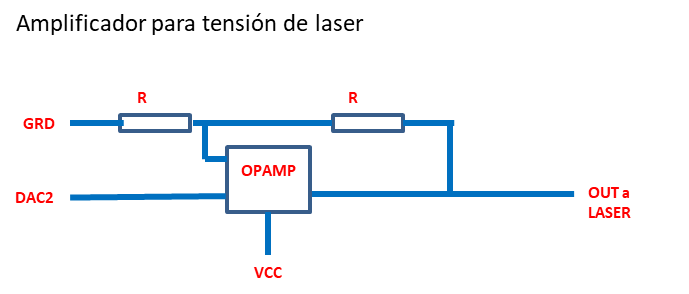 Amplificador para tensión de laser
R
R
GRD
OPAMP
DAC2
OUT a
LASER
VCC